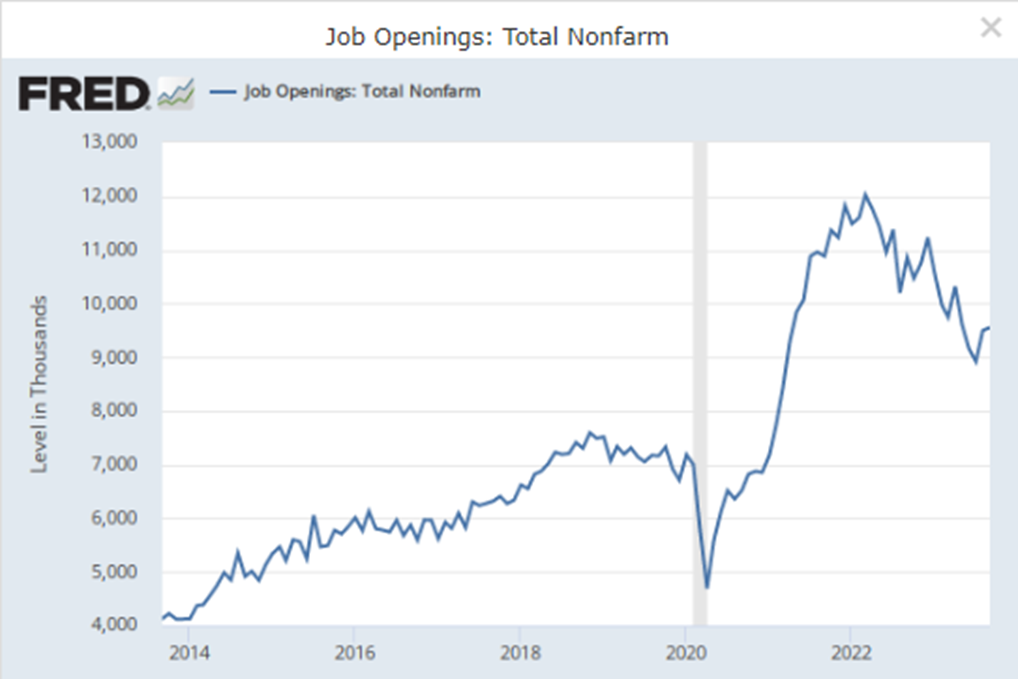 Job Openings: Total Nonfarm
FRED
Job Openings: Total Nonfarm
Level in Thousands
13,000
12,000
11,000
10,000
9,000
8,000
7,000
6,000
5,000
4,000
2014 2016 2018 2020 2022